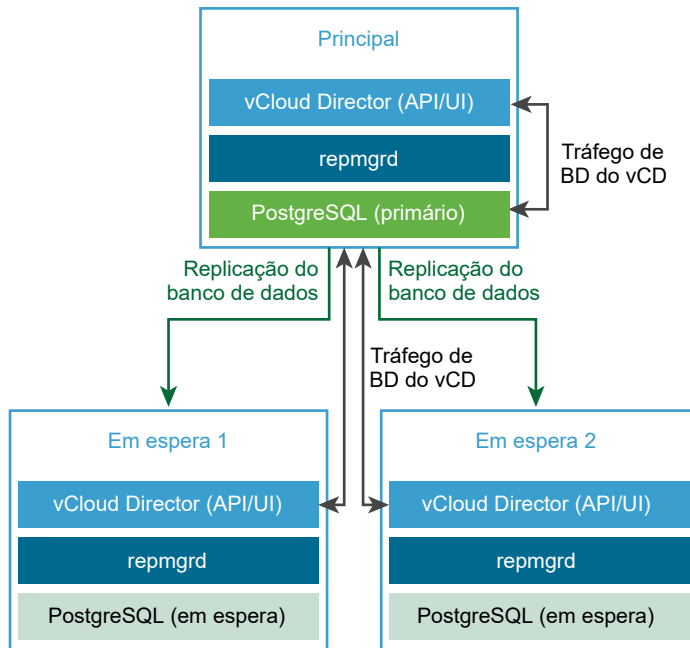 Principal
vCloud Director (API/UI)
repmgrd
PostgreSQL (primário)
Tráfego de
BD do vCD
Replicação do
banco de dados
Replicação do
banco de dados
Tráfego de
BD do vCD
Em espera 1
vCloud Director (API/UI)
repmgrd
PostgreSQL (em espera)
Em espera 2
vCloud Director (API/UI)
repmgrd
PostgreSQL (em espera)